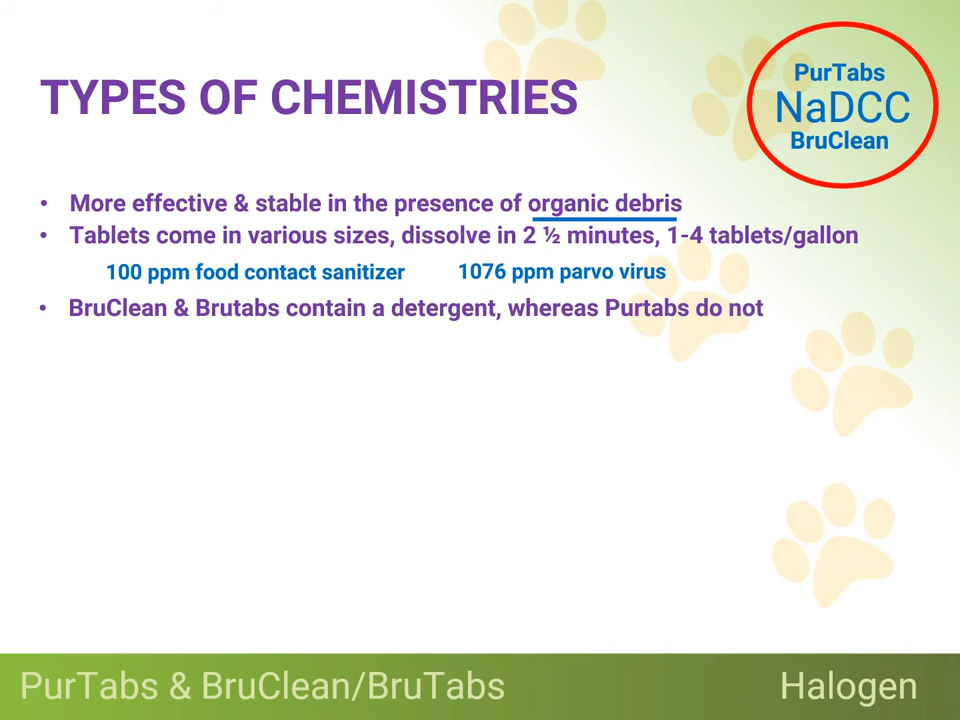 TYPES OF CHEMISTRIES
PurTabs
NaDCC
BruClean
• More effective & stable in the presence of organic debris
• Tablets come in various sizes, dissolve in 2 ½ minutes, 1-4 tablets/gallon
100 ppm food contact sanitizer 1076 ppm parvo virus
• BruClean & Brutabs contain a detergent, whereas Purtabs do not
PurTabs & BruClean/BruTabs Halogen